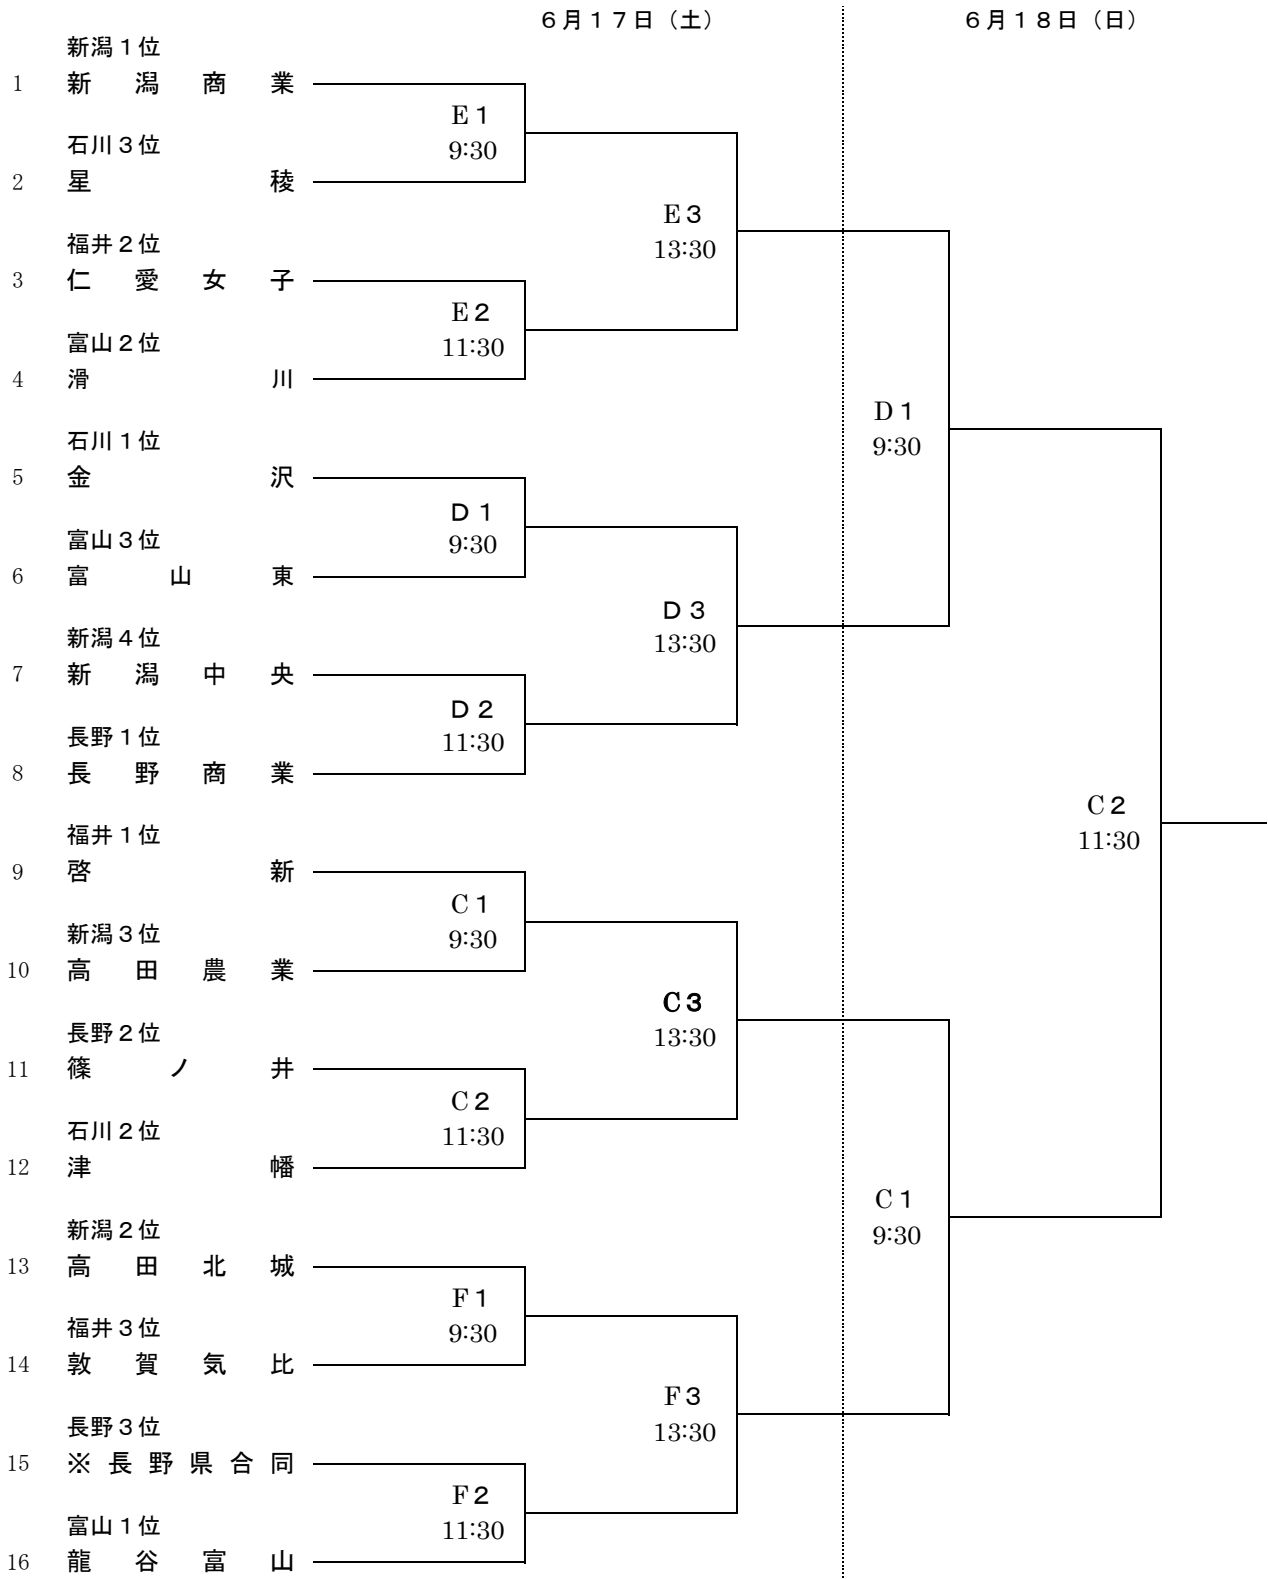 ６月１７日（土）
６月１８日（日）
新潟１位
1 新潟商業
E１
9:30
石川３位
2 星稜
E３
13:30
福井２位
3 仁愛女子
E２
11:30
富山２位
4 滑川
D１
9:30
石川１位
5 金沢
Ｄ１
9:30
富山３位
6 富山東
Ｄ３
13:30
新潟４位
7 新潟中央
Ｄ２
11:30
長野１位
8 長野商業
C２
11:30
福井１位
9 啓新
C１
9:30
新潟３位
10 高田農業
C３
13:30
長野２位
11 篠ノ井
C２
11:30
石川２位
12 津幡
C１
9:30
新潟２位
13 高田北城
F１
9:30
福井３位
14 敦賀気比
F３
13:30
長野３位
15 ※長野県合同
F２
11:30
富山１位
16 龍谷富山